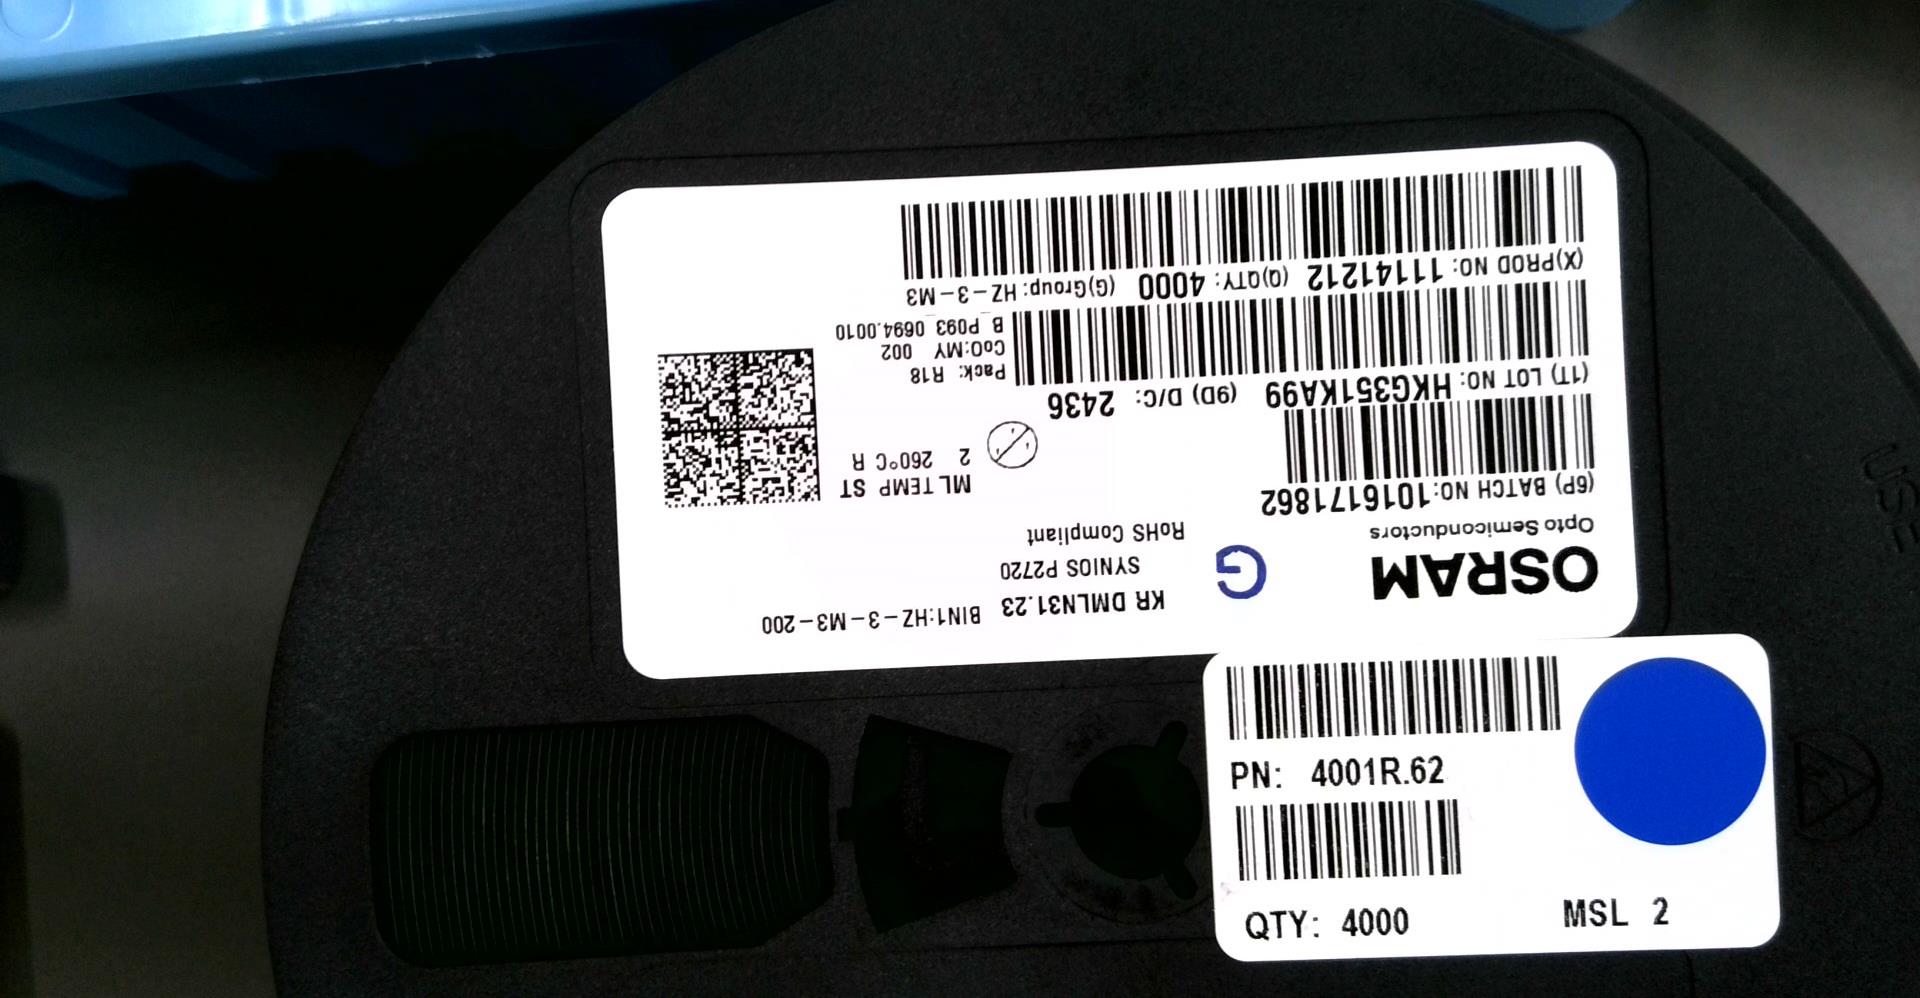 OSRAM
Opto Semiconductors
G
KR DMLN31.23 BIN1:HZ-3-M3-200
SYNIOS P2720
RoHS Compliant
(6P) BATCH NO:1016171862
ML TEMP ST
2 260°C R
(1T) LOT NO: HKG351KA99 (9D) D/C: 2436
Pack: R18
CoO:MY 002
B_P093_0694.0010
(X)PROD NO: 11141212 (Q)QTY: 4000 (G)Group: HZ-3-M3
PN: 4001R.62
QTY: 4000
MSL 2
USE